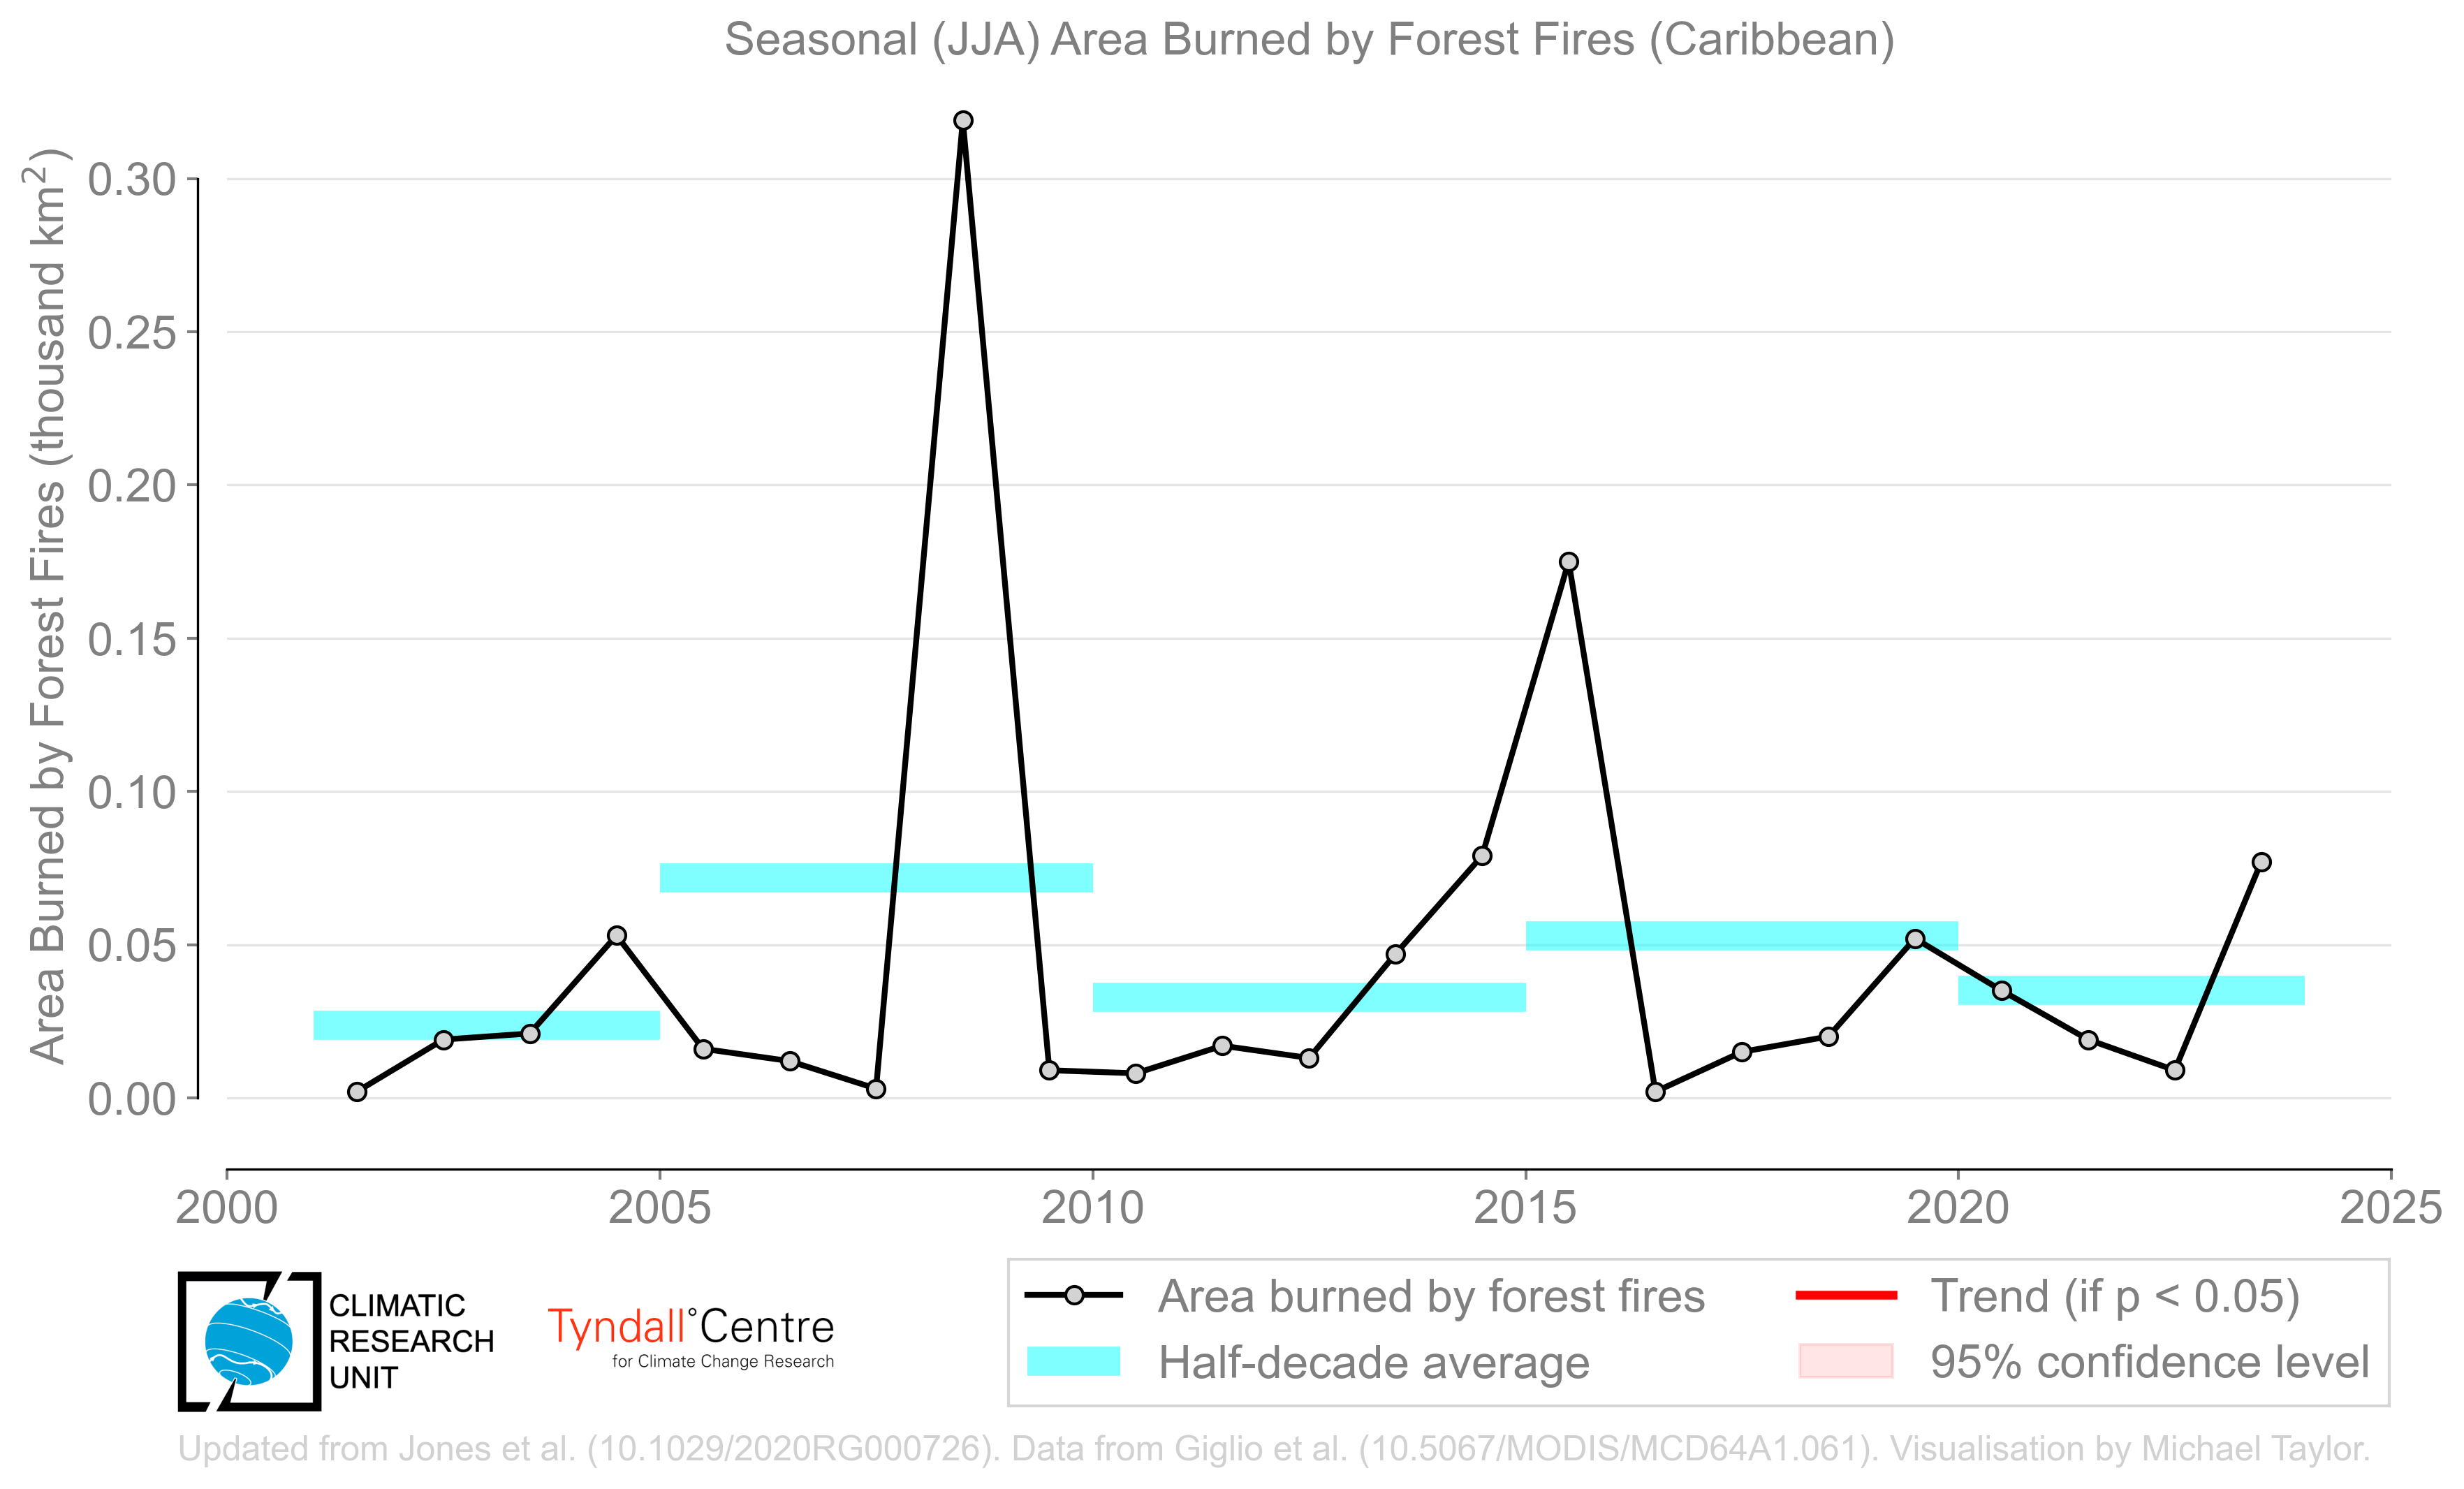 Seasonal (JJA) Area Burned by Forest Fires (Caribbean)
Area Burned by Forest Fires (thousand km²)
0.30
0.25
0.20
0.15
0.10
0.05
0.00
2000 2005 2010 2015 2020 2025
CLIMATIC
RESEARCH
UNIT
Tyndall°Centre
for Climate Change Research
Area burned by forest fires
Half-decade average
Trend (if p < 0.05)
95% confidence level
Updated from Jones et al. (10.1029/2020RG000726). Data from Giglio et al. (10.5067/MODIS/MCD64A1.061). Visualisation by Michael Taylor.